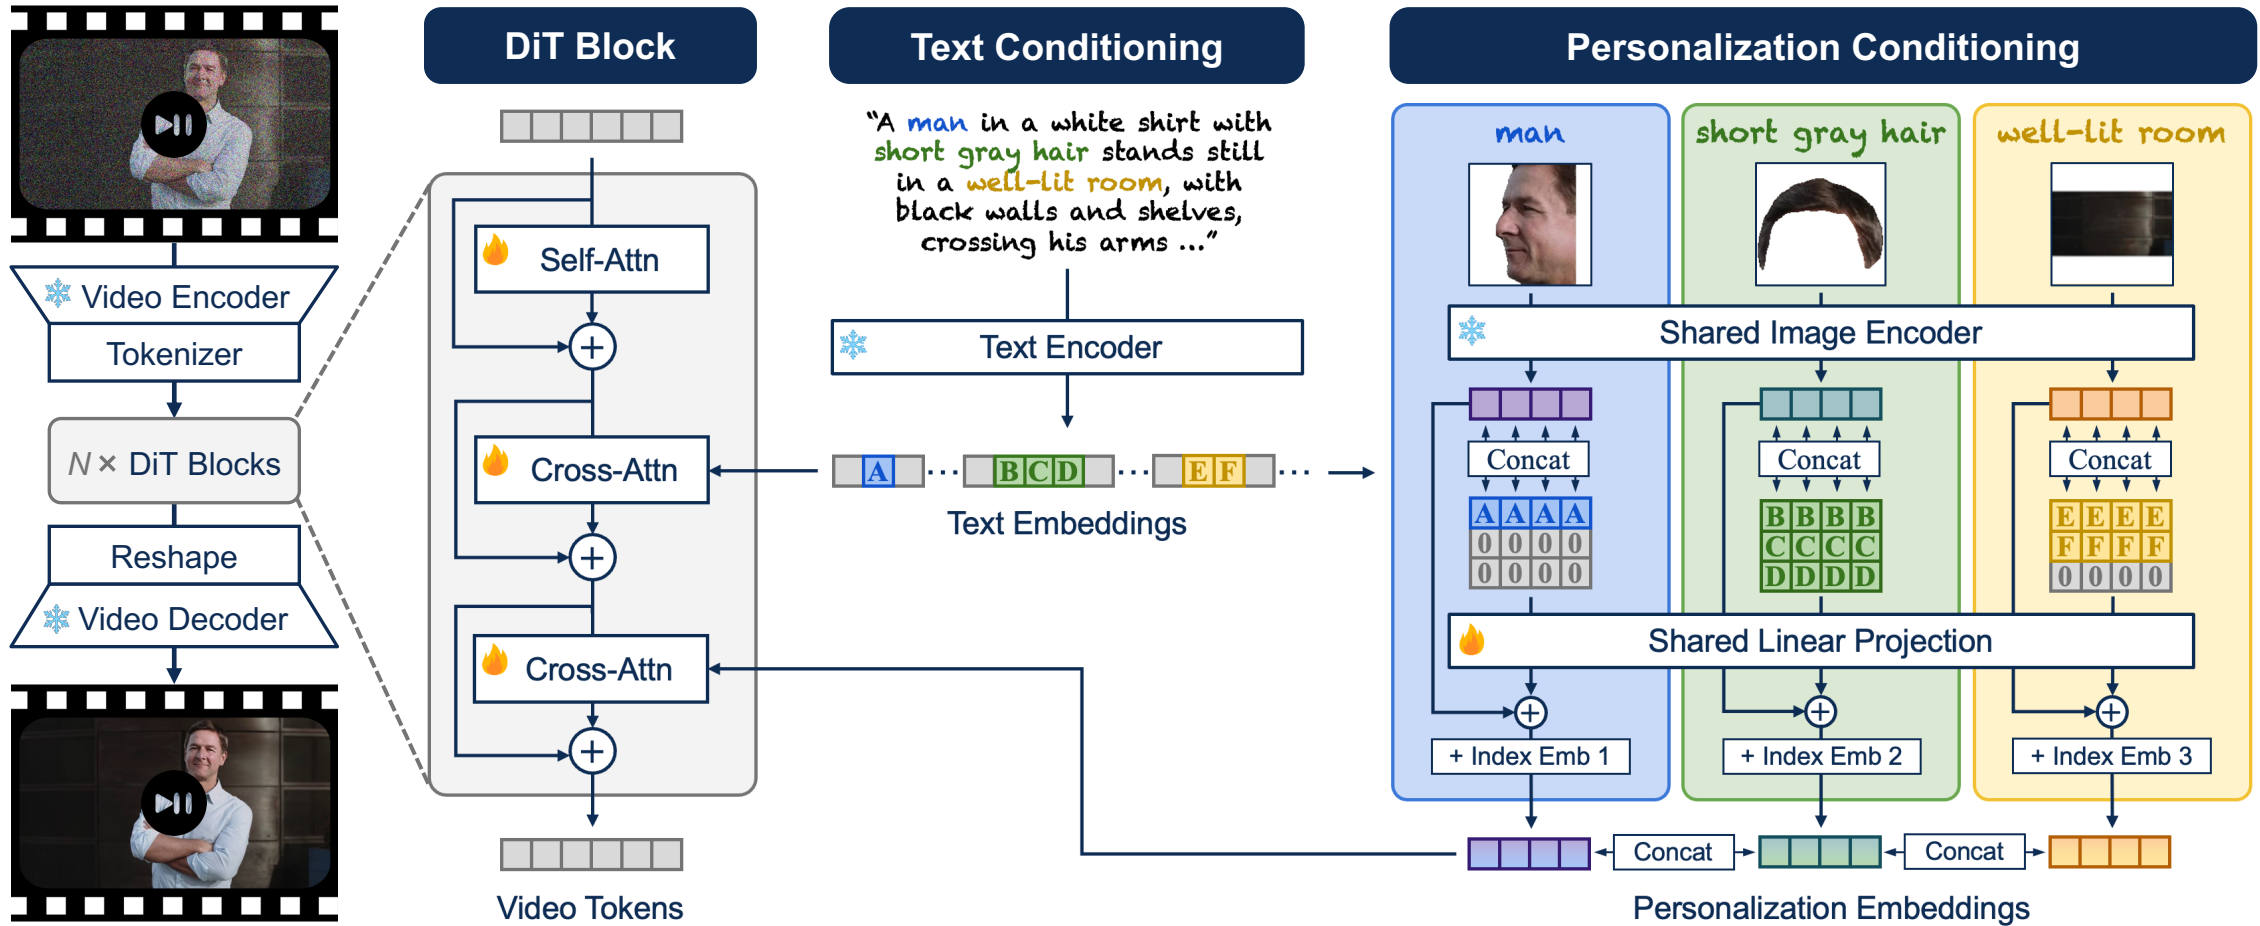 DiT Block
Text Conditioning
Personalization Conditioning
Video Encoder
Tokenizer
N × DiT Blocks
Reshape
Video Decoder
Self-Attn
+
Cross-Attn
+
Cross-Attn
+
Video Tokens
“A man in a white shirt with
short gray hair stands still
in a well-lit room, with
black walls and shelves,
crossing his arms ...”
Text Encoder
A ... B C D ... E F ...
Text Embeddings
man
short gray hair
well-lit room
Shared Image Encoder
Concat
Concat
Concat
A A A A
0 0 0 0
0 0 0 0
B B B B
C C C C
D D D D
E E E E
F F F F
0 0 0 0
Shared Linear Projection
+
+
+
+ Index Emb 1
+ Index Emb 2
+ Index Emb 3
Concat
Concat
Personalization Embeddings